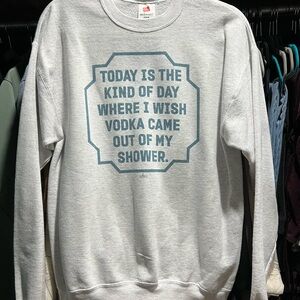 TODAY IS THE
KIND OF DAY
WHERE I WISH
VODKA CAME
OUT OF MY
SHOWER.